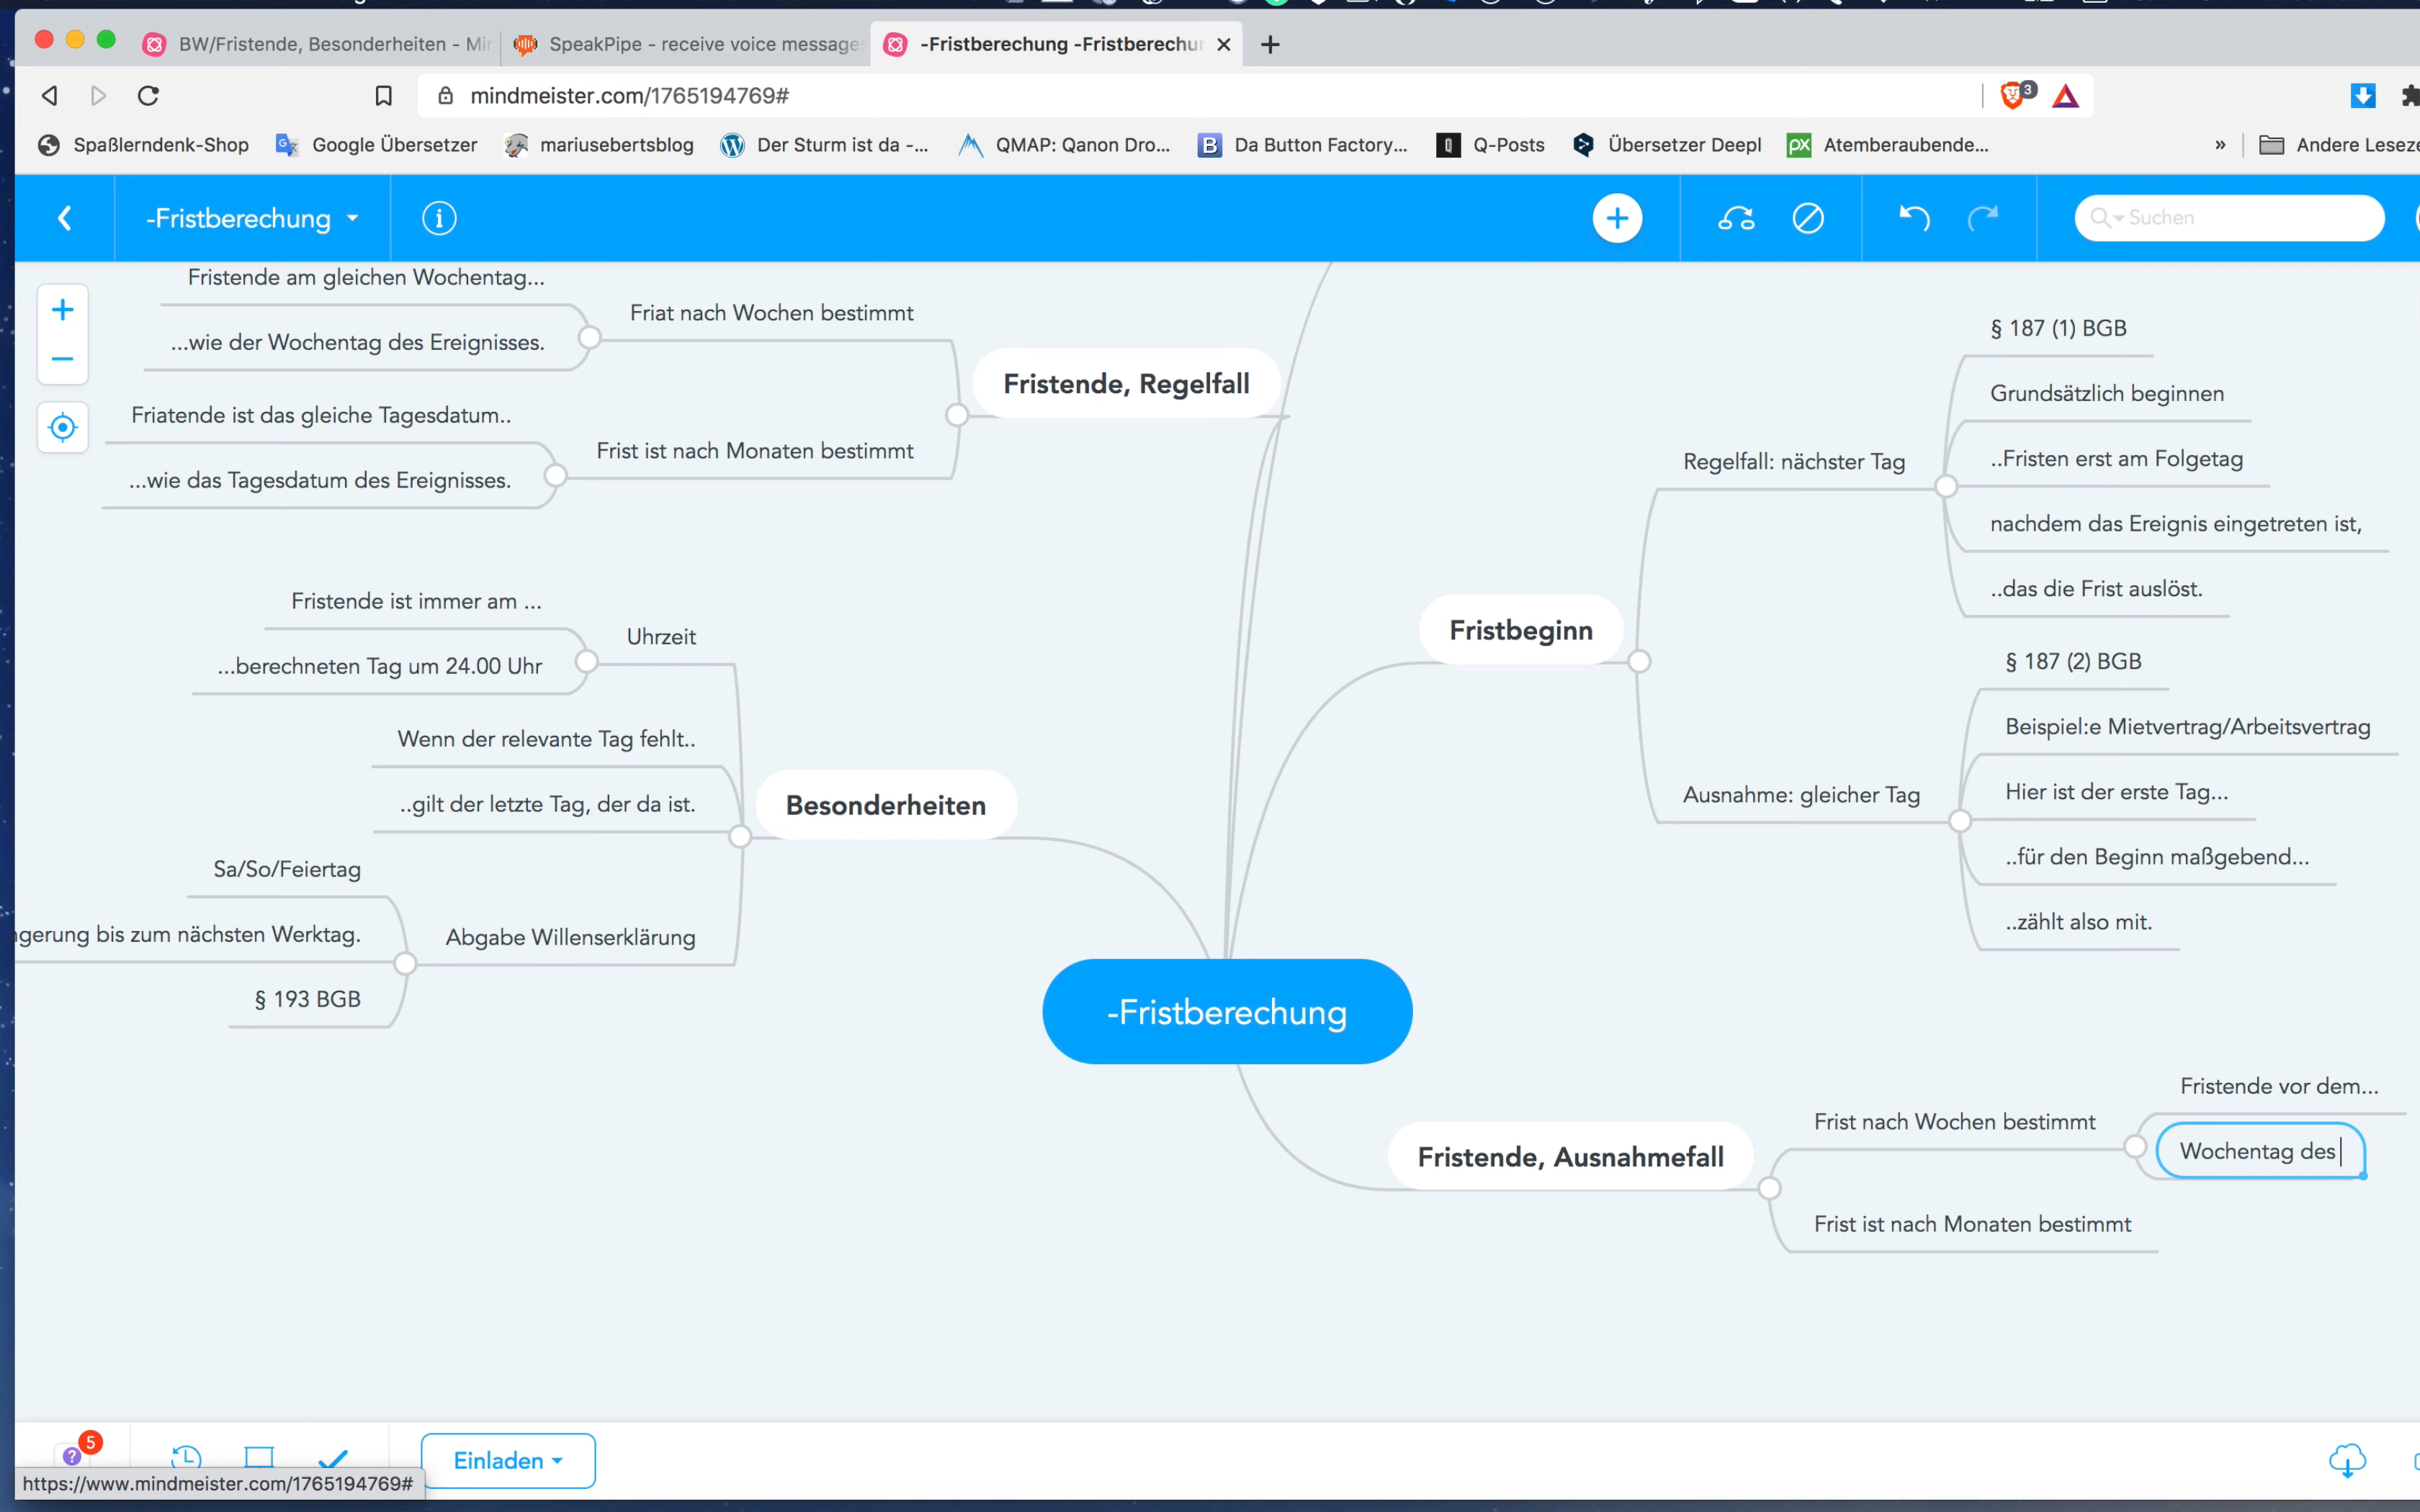 BW/Fristende, Besonderheiten - Mi
SpeakPipe - receive voice message
-Fristberechung -Fristberechu
mindmeister.com/1765194769#
3
Spaßlerndenk-Shop
Google Übersetzer
mariusebertsblog
Der Sturm ist da -...
QMAP: Qanon Dro...
B Da Button Factory...
Q-Posts
Übersetzer Deepl
px Atemberaubende...
»
Andere Leseze
-Fristberechung
Suchen
Fristende am gleichen Wochentag...
...wie der Wochentag des Ereignisses.
Friat nach Wochen bestimmt
Fristende, Regelfall
Friatende ist das gleiche Tagesdatum..
...wie das Tagesdatum des Ereignisses.
Frist ist nach Monaten bestimmt
Fristende ist immer am ...
...berechneten Tag um 24.00 Uhr
Uhrzeit
Wenn der relevante Tag fehlt..
..gilt der letzte Tag, der da ist.
Besonderheiten
Sa/So/Feiertag
gerung bis zum nächsten Werktag.
§ 193 BGB
Abgabe Willenserklärung
-Fristberechung
Fristbeginn
Regelfall: nächster Tag
§ 187 (1) BGB
Grundsätzlich beginnen
..Fristen erst am Folgetag
nachdem das Ereignis eingetreten ist,
..das die Frist auslöst.
Ausnahme: gleicher Tag
§ 187 (2) BGB
Beispiel:e Mietvertrag/Arbeitsvertrag
Hier ist der erste Tag...
..für den Beginn maßgebend...
..zählt also mit.
Fristende, Ausnahmefall
Frist nach Wochen bestimmt
Fristende vor dem...
Wochentag des
Frist ist nach Monaten bestimmt
5
Einladen
https://www.mindmeister.com/1765194769#